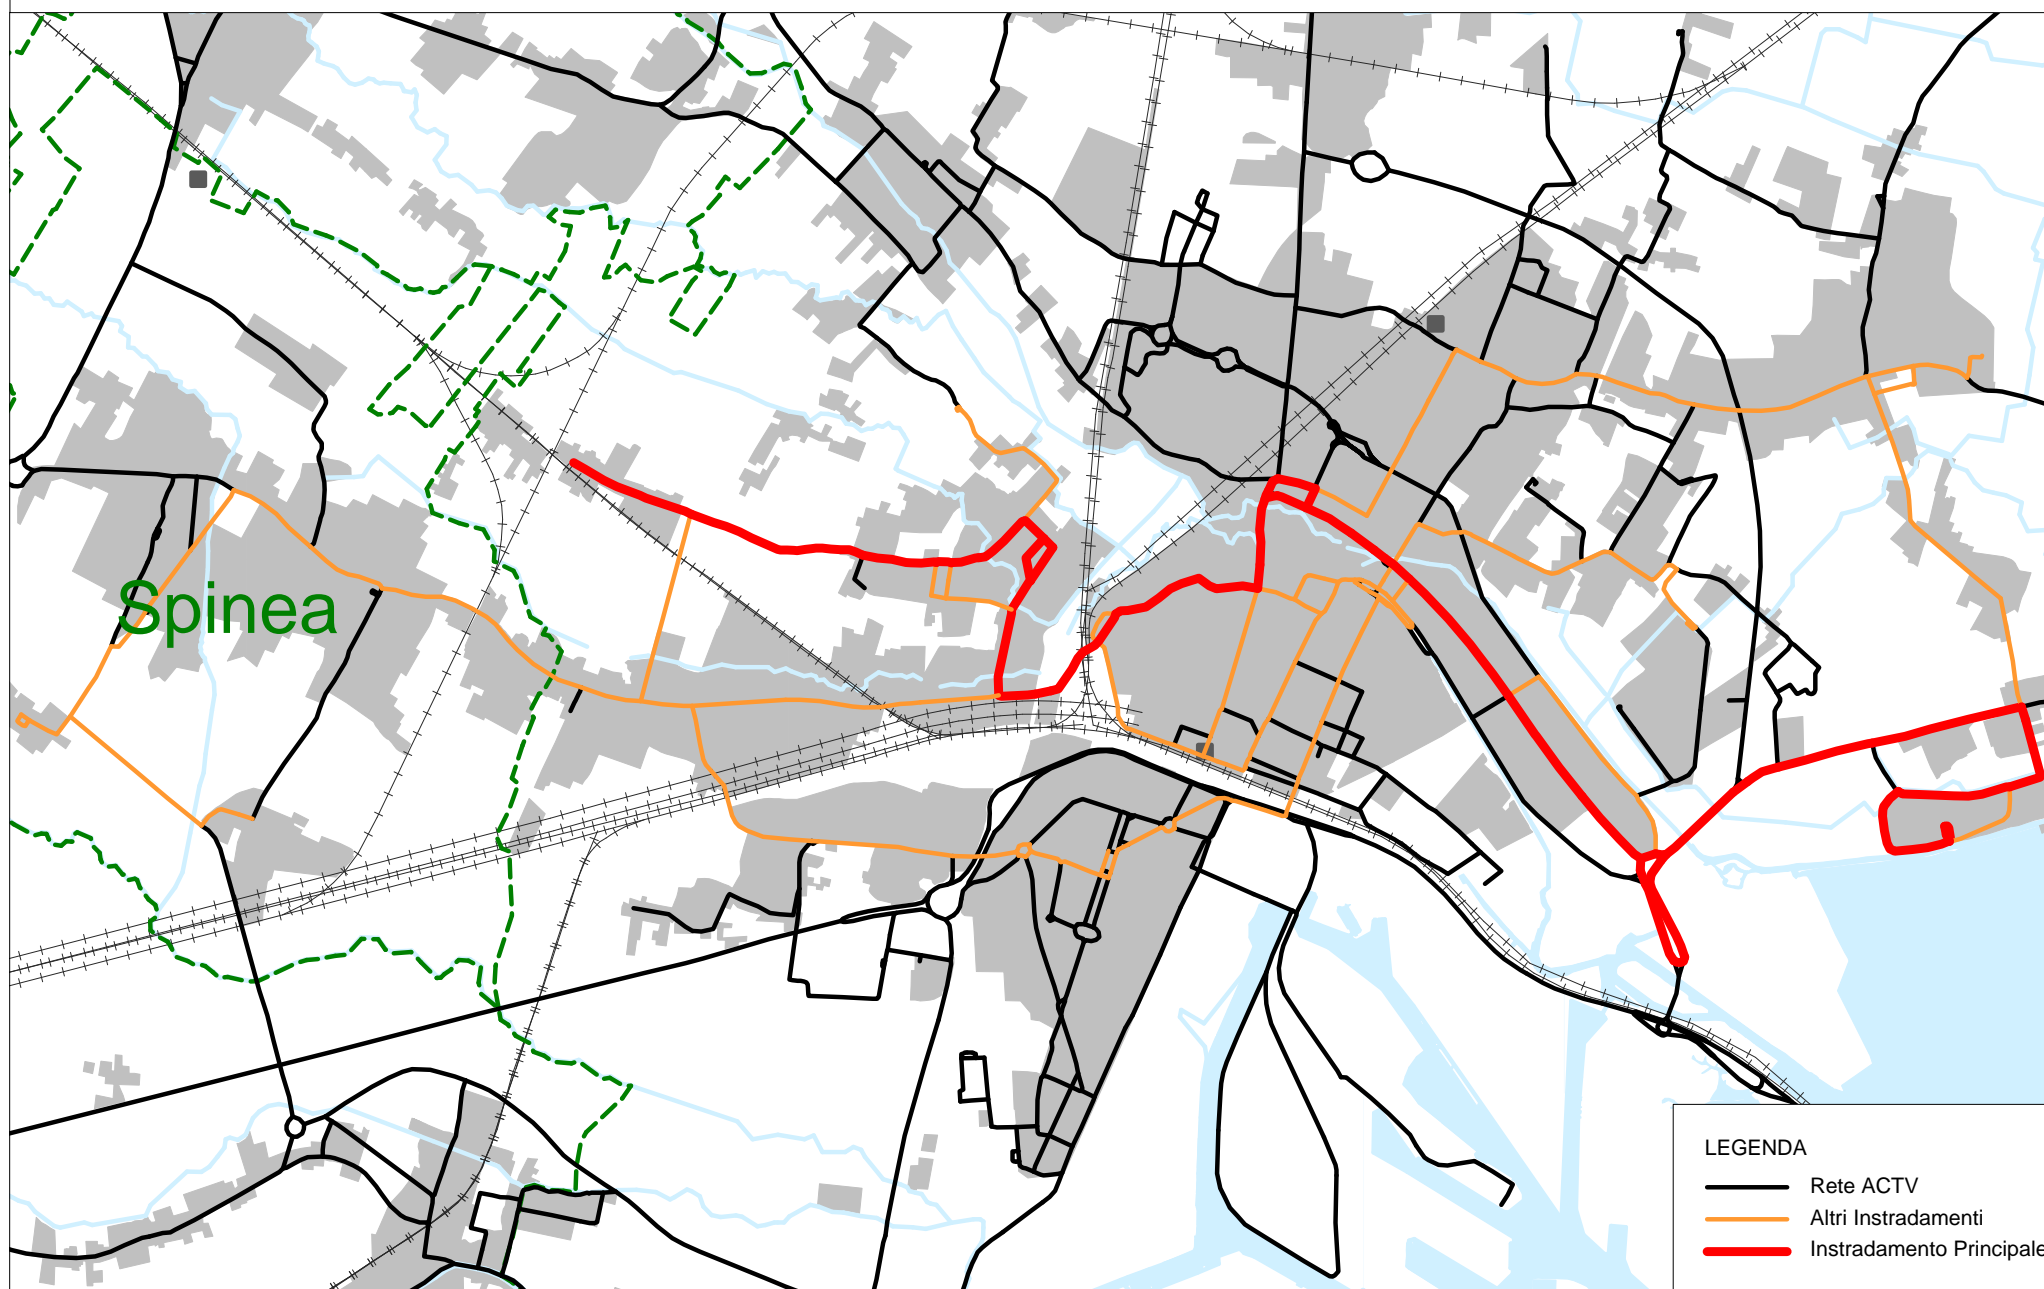 Spinea
LEGENDA
Rete ACTV
Altri Instradamenti
Instradamento Principale